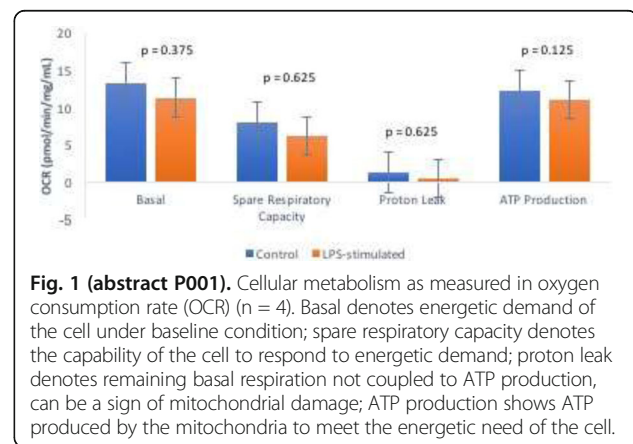 20
15
10
5
0
-5
OCR (pmol/min/mg/mL)
p = 0.375
p = 0.625
p = 0.625
p = 0.125
Basal
Spare Respiratory
Capacity
Proton Leak
ATP Production
Control LPS-stimulated
Fig. 1 (abstract P001). Cellular metabolism as measured in oxygen
consumption rate (OCR) (n = 4). Basal denotes energetic demand of
the cell under baseline condition; spare respiratory capacity denotes
the capability of the cell to respond to energetic demand; proton leak
denotes remaining basal respiration not coupled to ATP production,
can be a sign of mitochondrial damage; ATP production shows ATP
produced by the mitochondria to meet the energetic need of the cell.